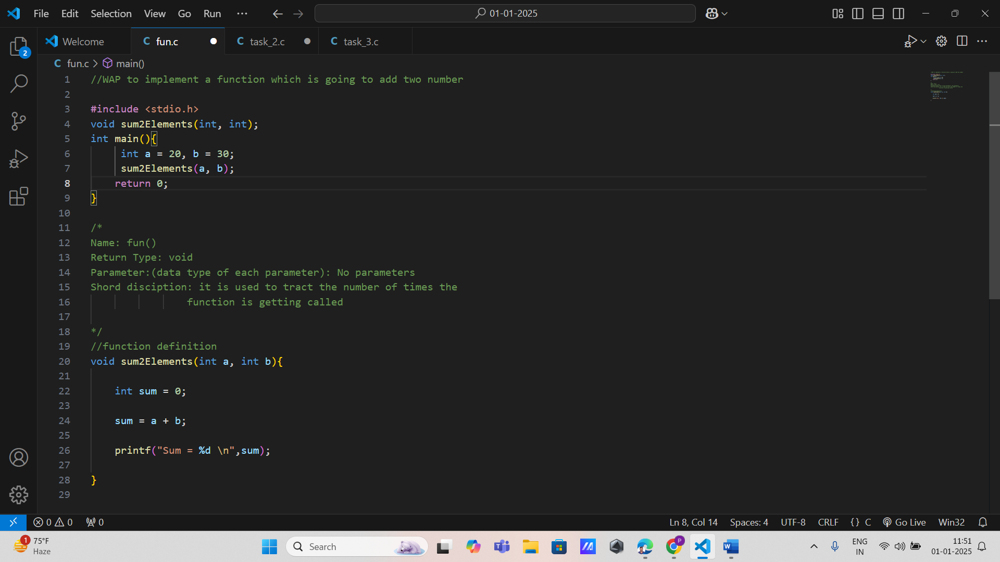 File Edit Selection View Go Run ... 01-01-2025
2
Welcome
C fun.c
C task_2.c
C task_3.c
C fun.c > main()
1 //WAP to implement a function which is going to add two number
2
3 #include <stdio.h>
4 void sum2Elements(int, int);
5 int main(){
6 int a = 20, b = 30;
7 sum2Elements(a, b);
8 return 0;
9 }
10
11 /*
12 Name: fun()
13 Return Type: void
14 Parameter:(data type of each parameter): No parameters
15 Shord disciption: it is used to tract the number of times the
16 function is getting called
17
18 */
19 //function definition
20 void sum2Elements(int a, int b){
21
22 int sum = 0;
23
24 sum = a + b;
25
26 printf("Sum = %d \n",sum);
27
28 }
29
0 0 0 Ln 8, Col 14 Spaces: 4 UTF-8 CRLF {} C Go Live Win32
1 75°F
Haze
Search
P
ENG
IN
11:51
01-01-2025